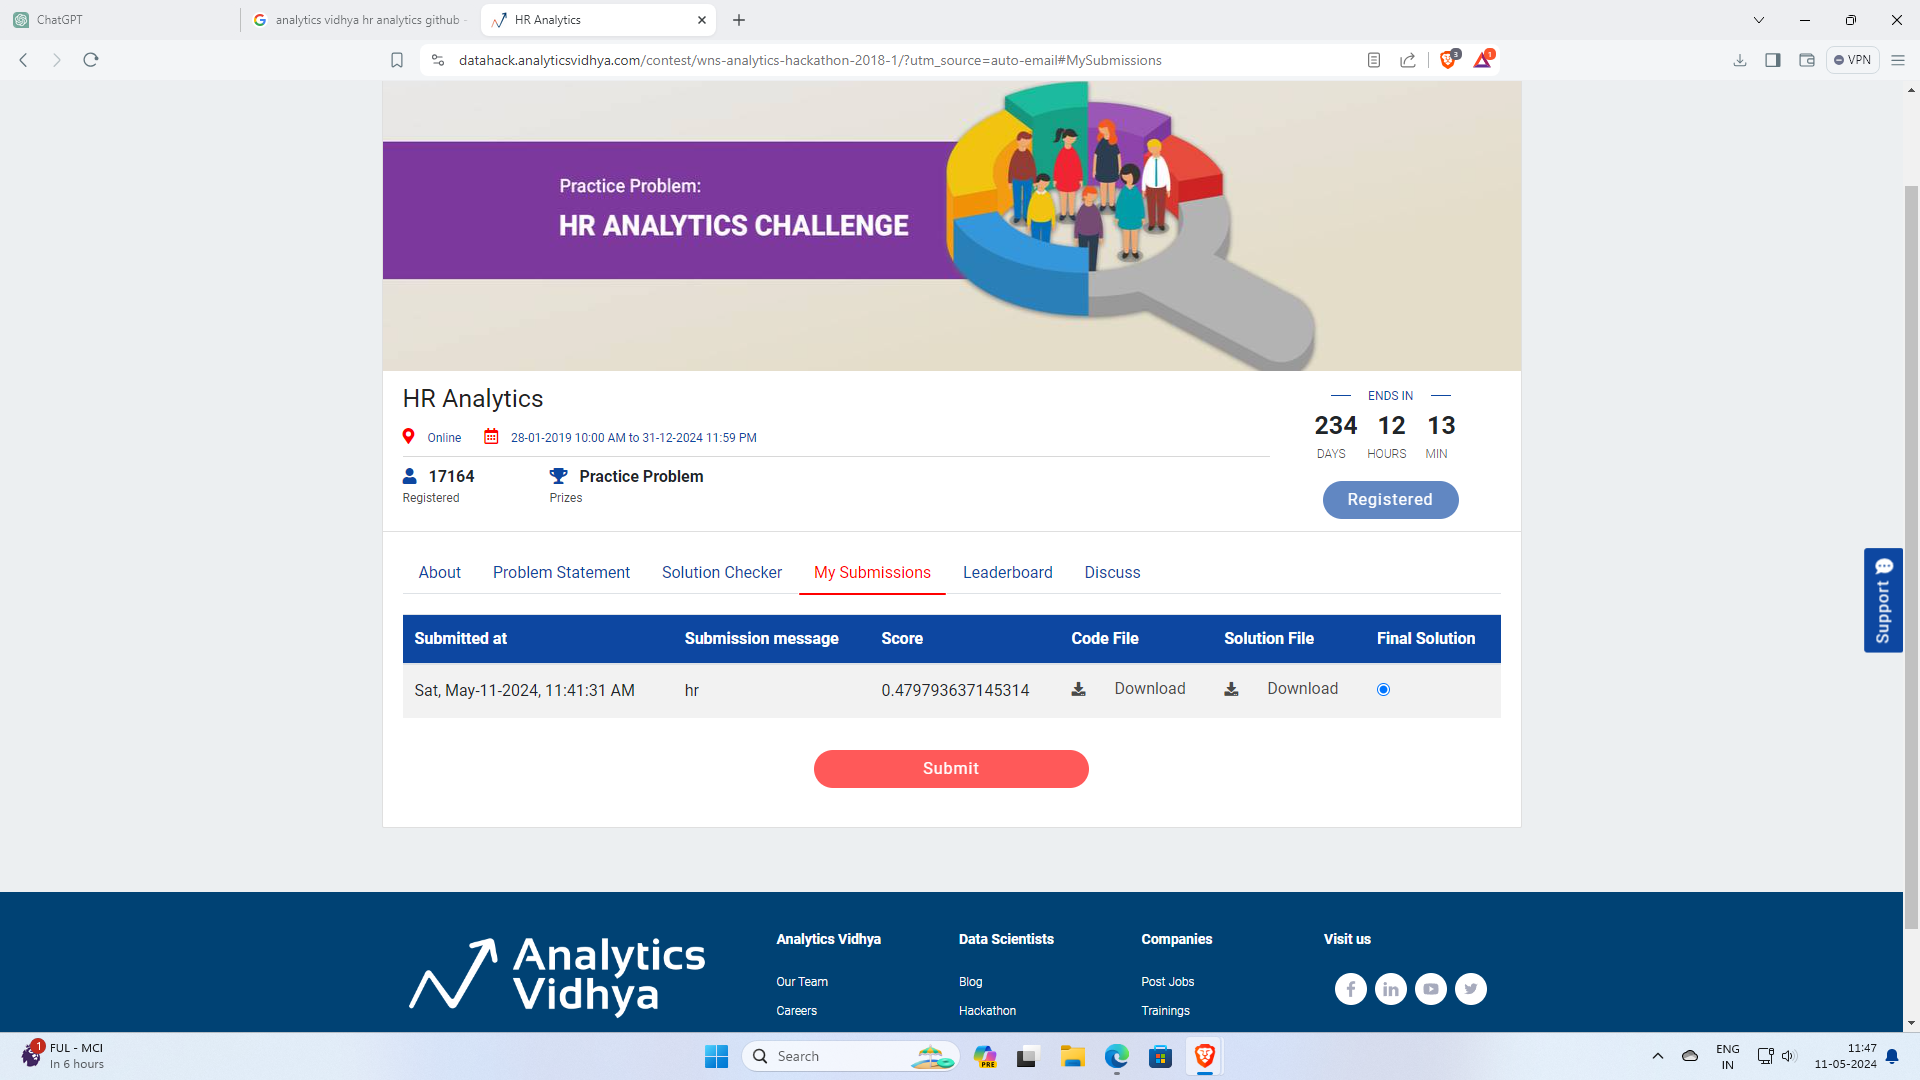 ChatGPT
analytics vidhya hr analytics github -
HR Analytics
datahack.analyticsvidhya.com/contest/wns-analytics-hackathon-2018-1/?utm_source=auto-email#MySubmissions
3
1
VPN
Practice Problem:
HR ANALYTICS CHALLENGE
HR Analytics
Online 28-01-2019 10:00 AM to 31-12-2024 11:59 PM
17164 Practice Problem
Registered Prizes
ENDS IN
234 12 13
DAYS HOURS MIN
Registered
About Problem Statement Solution Checker My Submissions Leaderboard Discuss
Support
Submitted at Submission message Score Code File Solution File Final Solution
Sat, May-11-2024, 11:41:31 AM hr 0.479793637145314 Download Download
Submit
Analytics
Vidhya
Analytics Vidhya Data Scientists Companies Visit us
Our Team Blog Post Jobs
Careers Hackathon Trainings
1
FUL - MCI
In 6 hours
Search
PRE
ENG
IN
11:47
11-05-2024